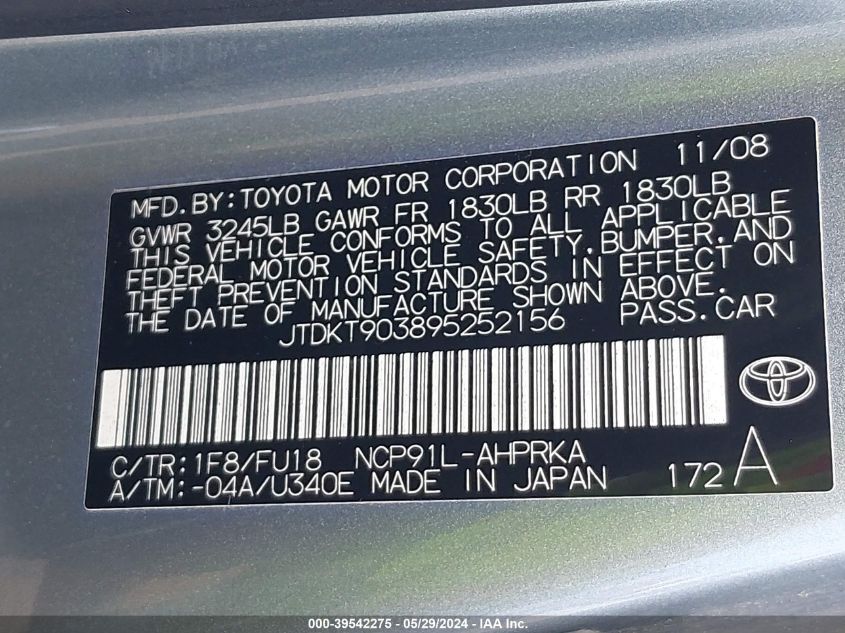 MFD. BY: TOYOTA MOTOR CORPORATION 11/08
GVWR 3245LB GAWR FR 1830LB RR 1830LB
THIS VEHICLE CONFORMS TO ALL APPLICABLE
FEDERAL MOTOR VEHICLE SAFETY, BUMPER, AND
THEFT PREVENTION STANDARDS IN EFFECT ON
THE DATE OF MANUFACTURE SHOWN ABOVE.
JTDKT903895252156 PASS. CAR
C/TR: 1F8/FU18 NCP91L-AHPRKA
A/TM: -04A/U340E MADE IN JAPAN 172 A
000-39542275 - 05/29/2024 - IAA, Inc.